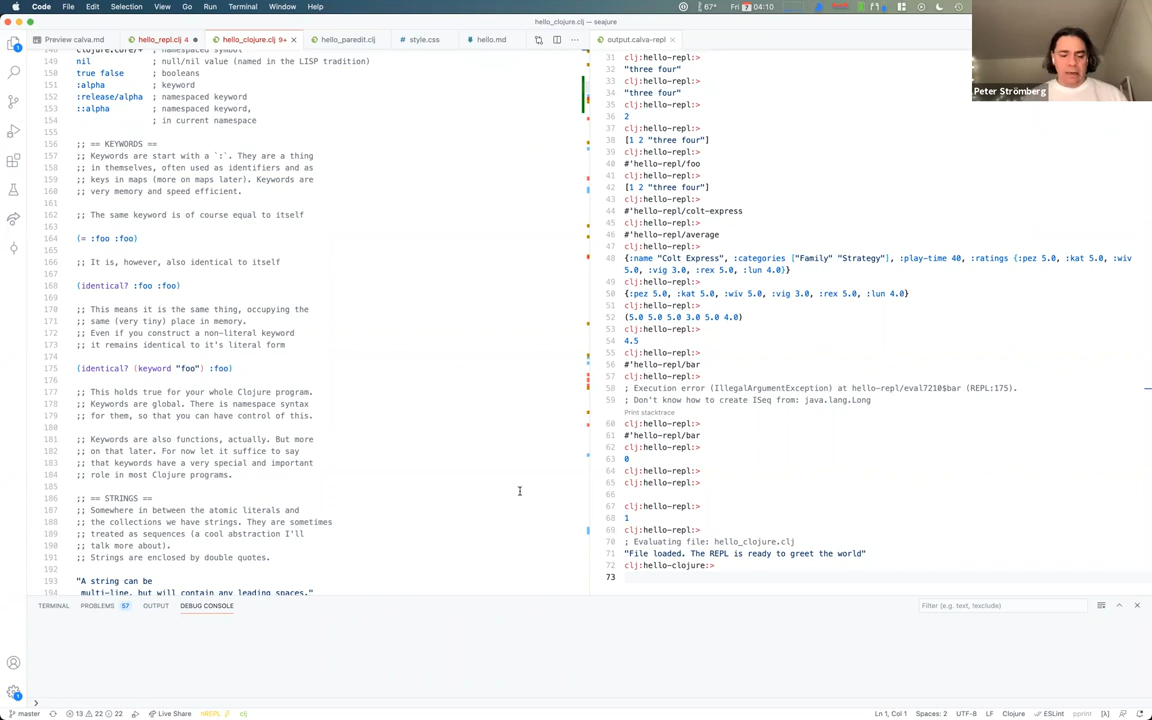 Code File Edit Selection View Go Run Terminal Window Help
67° Fri 7 04:10
hello_clojure.clj — seajure
Preview calva.md
hello_repl.clj 4
hello_clojure.clj 9+
hello_paredit.clj
style.css
hello.md
output.calva-repl
148 clojure.core/+ ; namespaced symbol
149 nil ; null/nil value (named in the LISP tradition)
150 true false ; booleans
151 :alpha ; keyword
152 :release/alpha ; namespaced keyword
153 ::alpha ; namespaced keyword,
154 ; in current namespace
155
156 ;; == KEYWORDS ==
157 ;; Keywords are start with a `:`. They are a thing
158 ;; in themselves, often used as identifiers and as
159 ;; keys in maps (more on maps later). Keywords are
160 ;; very memory and speed efficient.
161
162 ;; The same keyword is of course equal to itself
163
164 (= :foo :foo)
165
166 ;; It is, however, also identical to itself
167
168 (identical? :foo :foo)
169
170 ;; This means it is the same thing, occupying the
171 ;; same (very tiny) place in memory.
172 ;; Even if you construct a non-literal keyword
173 ;; it remains identical to it's literal form
174
175 (identical? (keyword "foo") :foo)
176
177 ;; This holds true for your whole Clojure program.
178 ;; Keywords are global. There is namespace syntax
179 ;; for them, so that you can have control of this.
180
181 ;; Keywords are also functions, actually. But more
182 ;; on that later. For now let it suffice to say
183 ;; that keywords have a very special and important
184 ;; role in most Clojure programs.
185
186 ;; == STRINGS ==
187 ;; Somewhere in between the atomic literals and
188 ;; the collections we have strings. They are sometimes
189 ;; treated as sequences (a cool abstraction I'll
190 ;; talk more about).
191 ;; Strings are enclosed by double quotes.
192
193 "A string can be
194 multi-line, but will contain any leading spaces."
31 clj:hello-repl:>
32 "three four"
33 clj:hello-repl:>
34 "three four"
35 clj:hello-repl:>
36 2
37 clj:hello-repl:>
38 [1 2 "three four"]
39 clj:hello-repl:>
40 #'hello-repl/foo
41 clj:hello-repl:>
42 [1 2 "three four"]
43 clj:hello-repl:>
44 #'hello-repl/colt-express
45 clj:hello-repl:>
46 #'hello-repl/average
47 clj:hello-repl:>
48 {:name "Colt Express", :categories ["Family" "Strategy"], :play-time 40, :ratings {:pez 5.0, :kat 5.0, :wiv
5.0, :vig 3.0, :rex 5.0, :lun 4.0}}
49 clj:hello-repl:>
50 {:pez 5.0, :kat 5.0, :wiv 5.0, :vig 3.0, :rex 5.0, :lun 4.0}
51 clj:hello-repl:>
52 (5.0 5.0 5.0 3.0 5.0 4.0)
53 clj:hello-repl:>
54 4.5
55 clj:hello-repl:>
56 #'hello-repl/bar
57 clj:hello-repl:>
58 ; Execution error (IllegalArgumentException) at hello-repl/eval7210$bar (REPL:175).
59 ; Don't know how to create ISeq from: java.lang.Long
Print stacktrace
60 clj:hello-repl:>
61 #'hello-repl/bar
62 clj:hello-repl:>
63 0
64 clj:hello-repl:>
65 clj:hello-repl:>
66
67 clj:hello-repl:>
68 1
69 clj:hello-repl:>
70 ; Evaluating file: hello_clojure.clj
71 "File loaded. The REPL is ready to greet the world"
72 clj:hello-clojure:>
73
Peter Strömberg
TERMINAL PROBLEMS 57 OUTPUT DEBUG CONSOLE
Filter (e.g. text, !exclude)
master 13 22 22 Live Share nREPL clj
Ln 1, Col 1 Spaces: 2 UTF-8 LF Clojure ESLint pprint [λ]